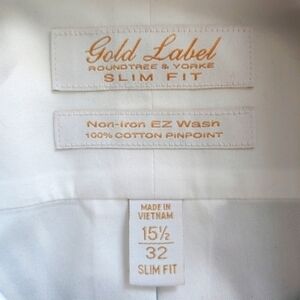 Gold Label
ROUNDTREE & YORKE
SLIM FIT
Non-Iron EZ Wash
100% COTTON PINPOINT
MADE IN
VIETNAM
15½
32
SLIM FIT